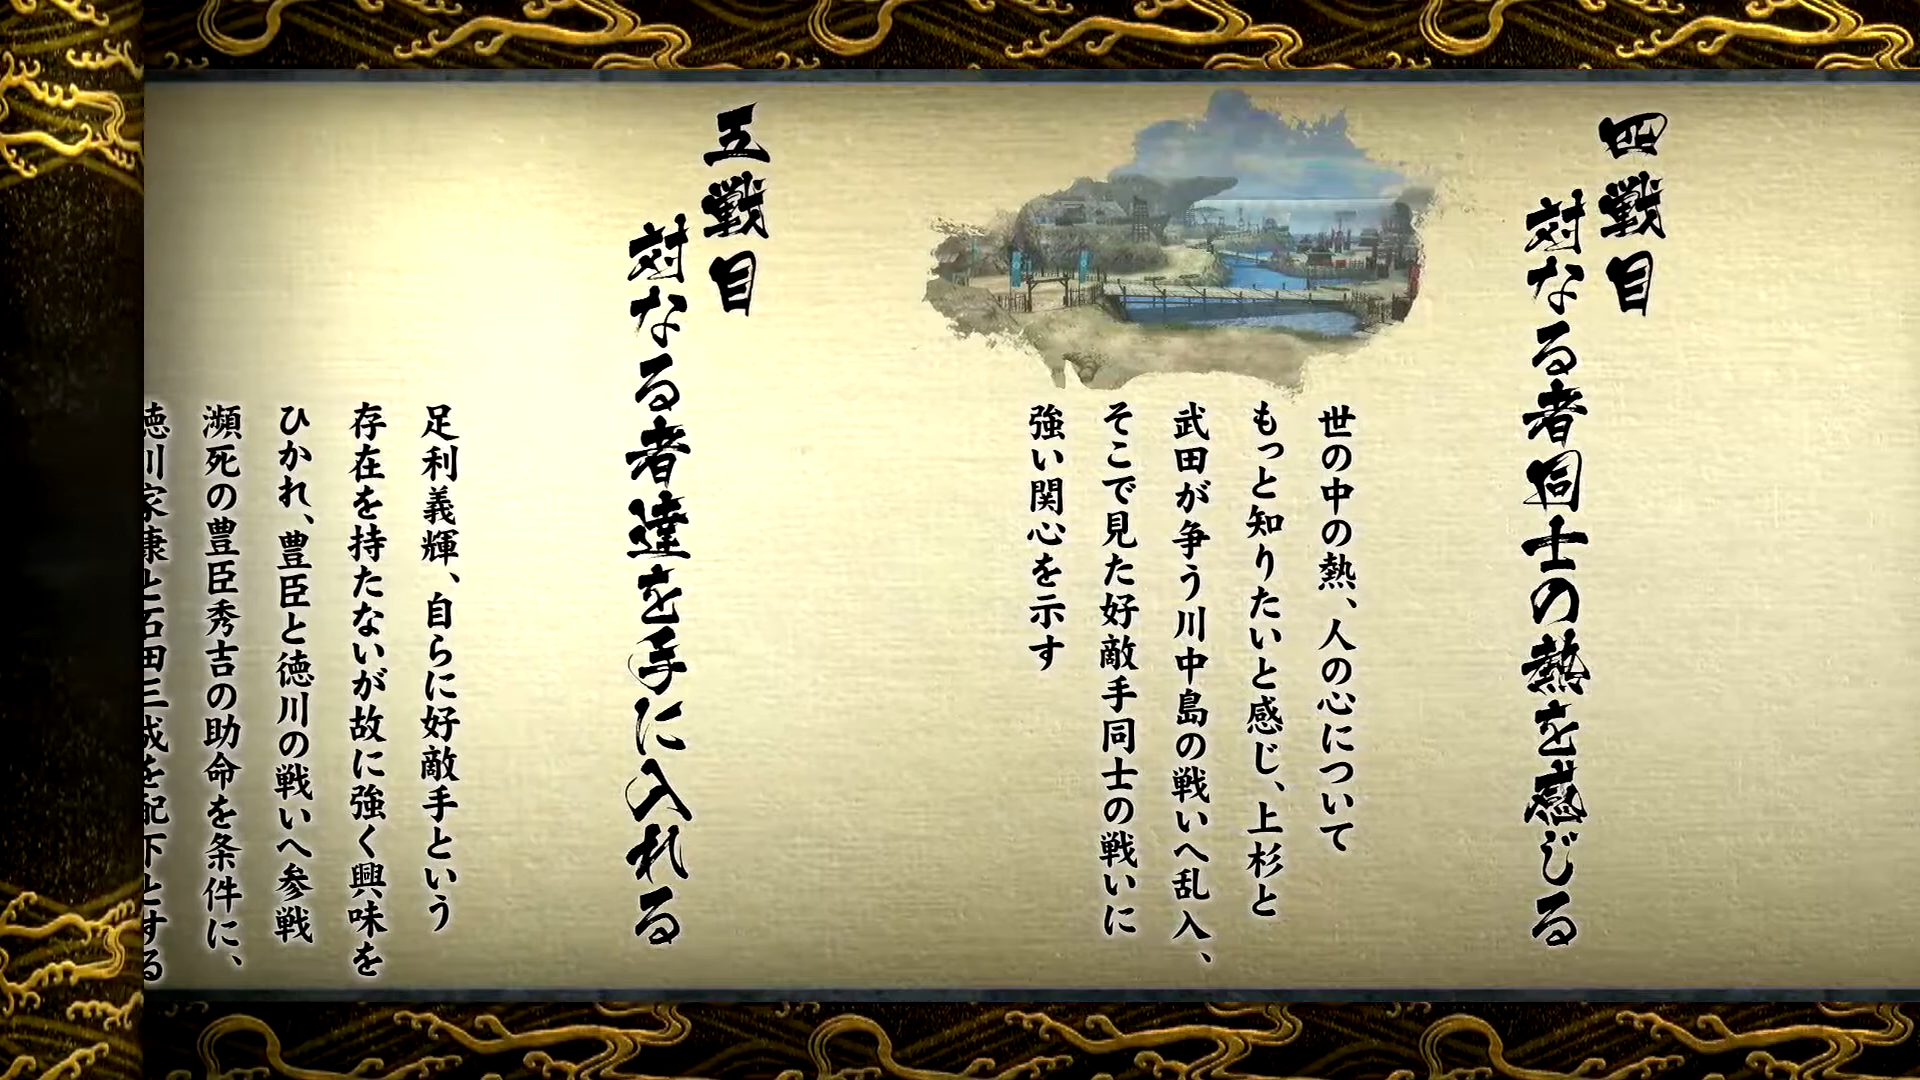 四戦目
対なる者同士の熱を感じる
世の中の熱、人の心について
もっと知りたいと感じ、上杉と
武田が争う川中島の戦いへ乱入、
そこで見た好敵手同士の戦いに
強い関心を示す
五戦目
対なる者達を手に入れる
足利義輝、自らに好敵手という
存在を持たないが故に強く興味を
ひかれ、豊臣と徳川の戦いへ参戦
瀕死の豊臣秀吉の助命を条件に、
徳川家康と石田三成を配下とする